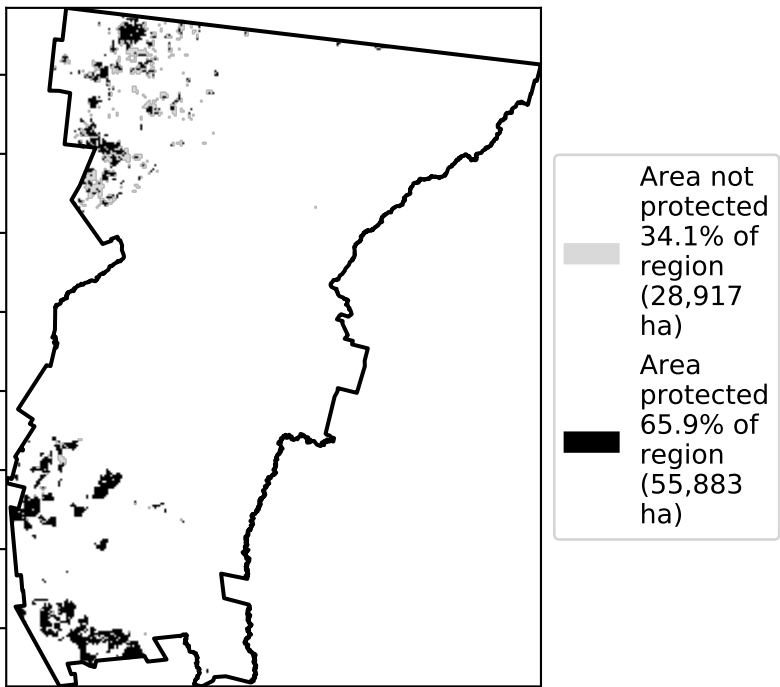 Area not
protected
34.1% of
region
(28,917
ha)
Area
protected
65.9% of
region
(55,883
ha)